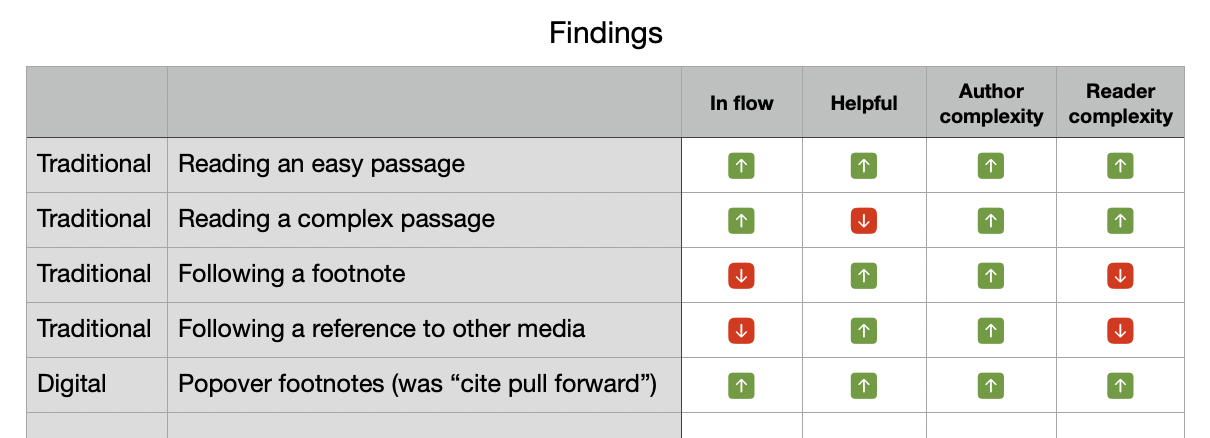 Findings
In flow Helpful Author complexity Reader complexity
Traditional Reading an easy passage ↑ ↑ ↑ ↑
Traditional Reading a complex passage ↑ ↓ ↑ ↑
Traditional Following a footnote ↓ ↑ ↑ ↓
Traditional Following a reference to other media ↓ ↑ ↑ ↓
Digital Popover footnotes (was “cite pull forward”) ↑ ↑ ↑ ↑